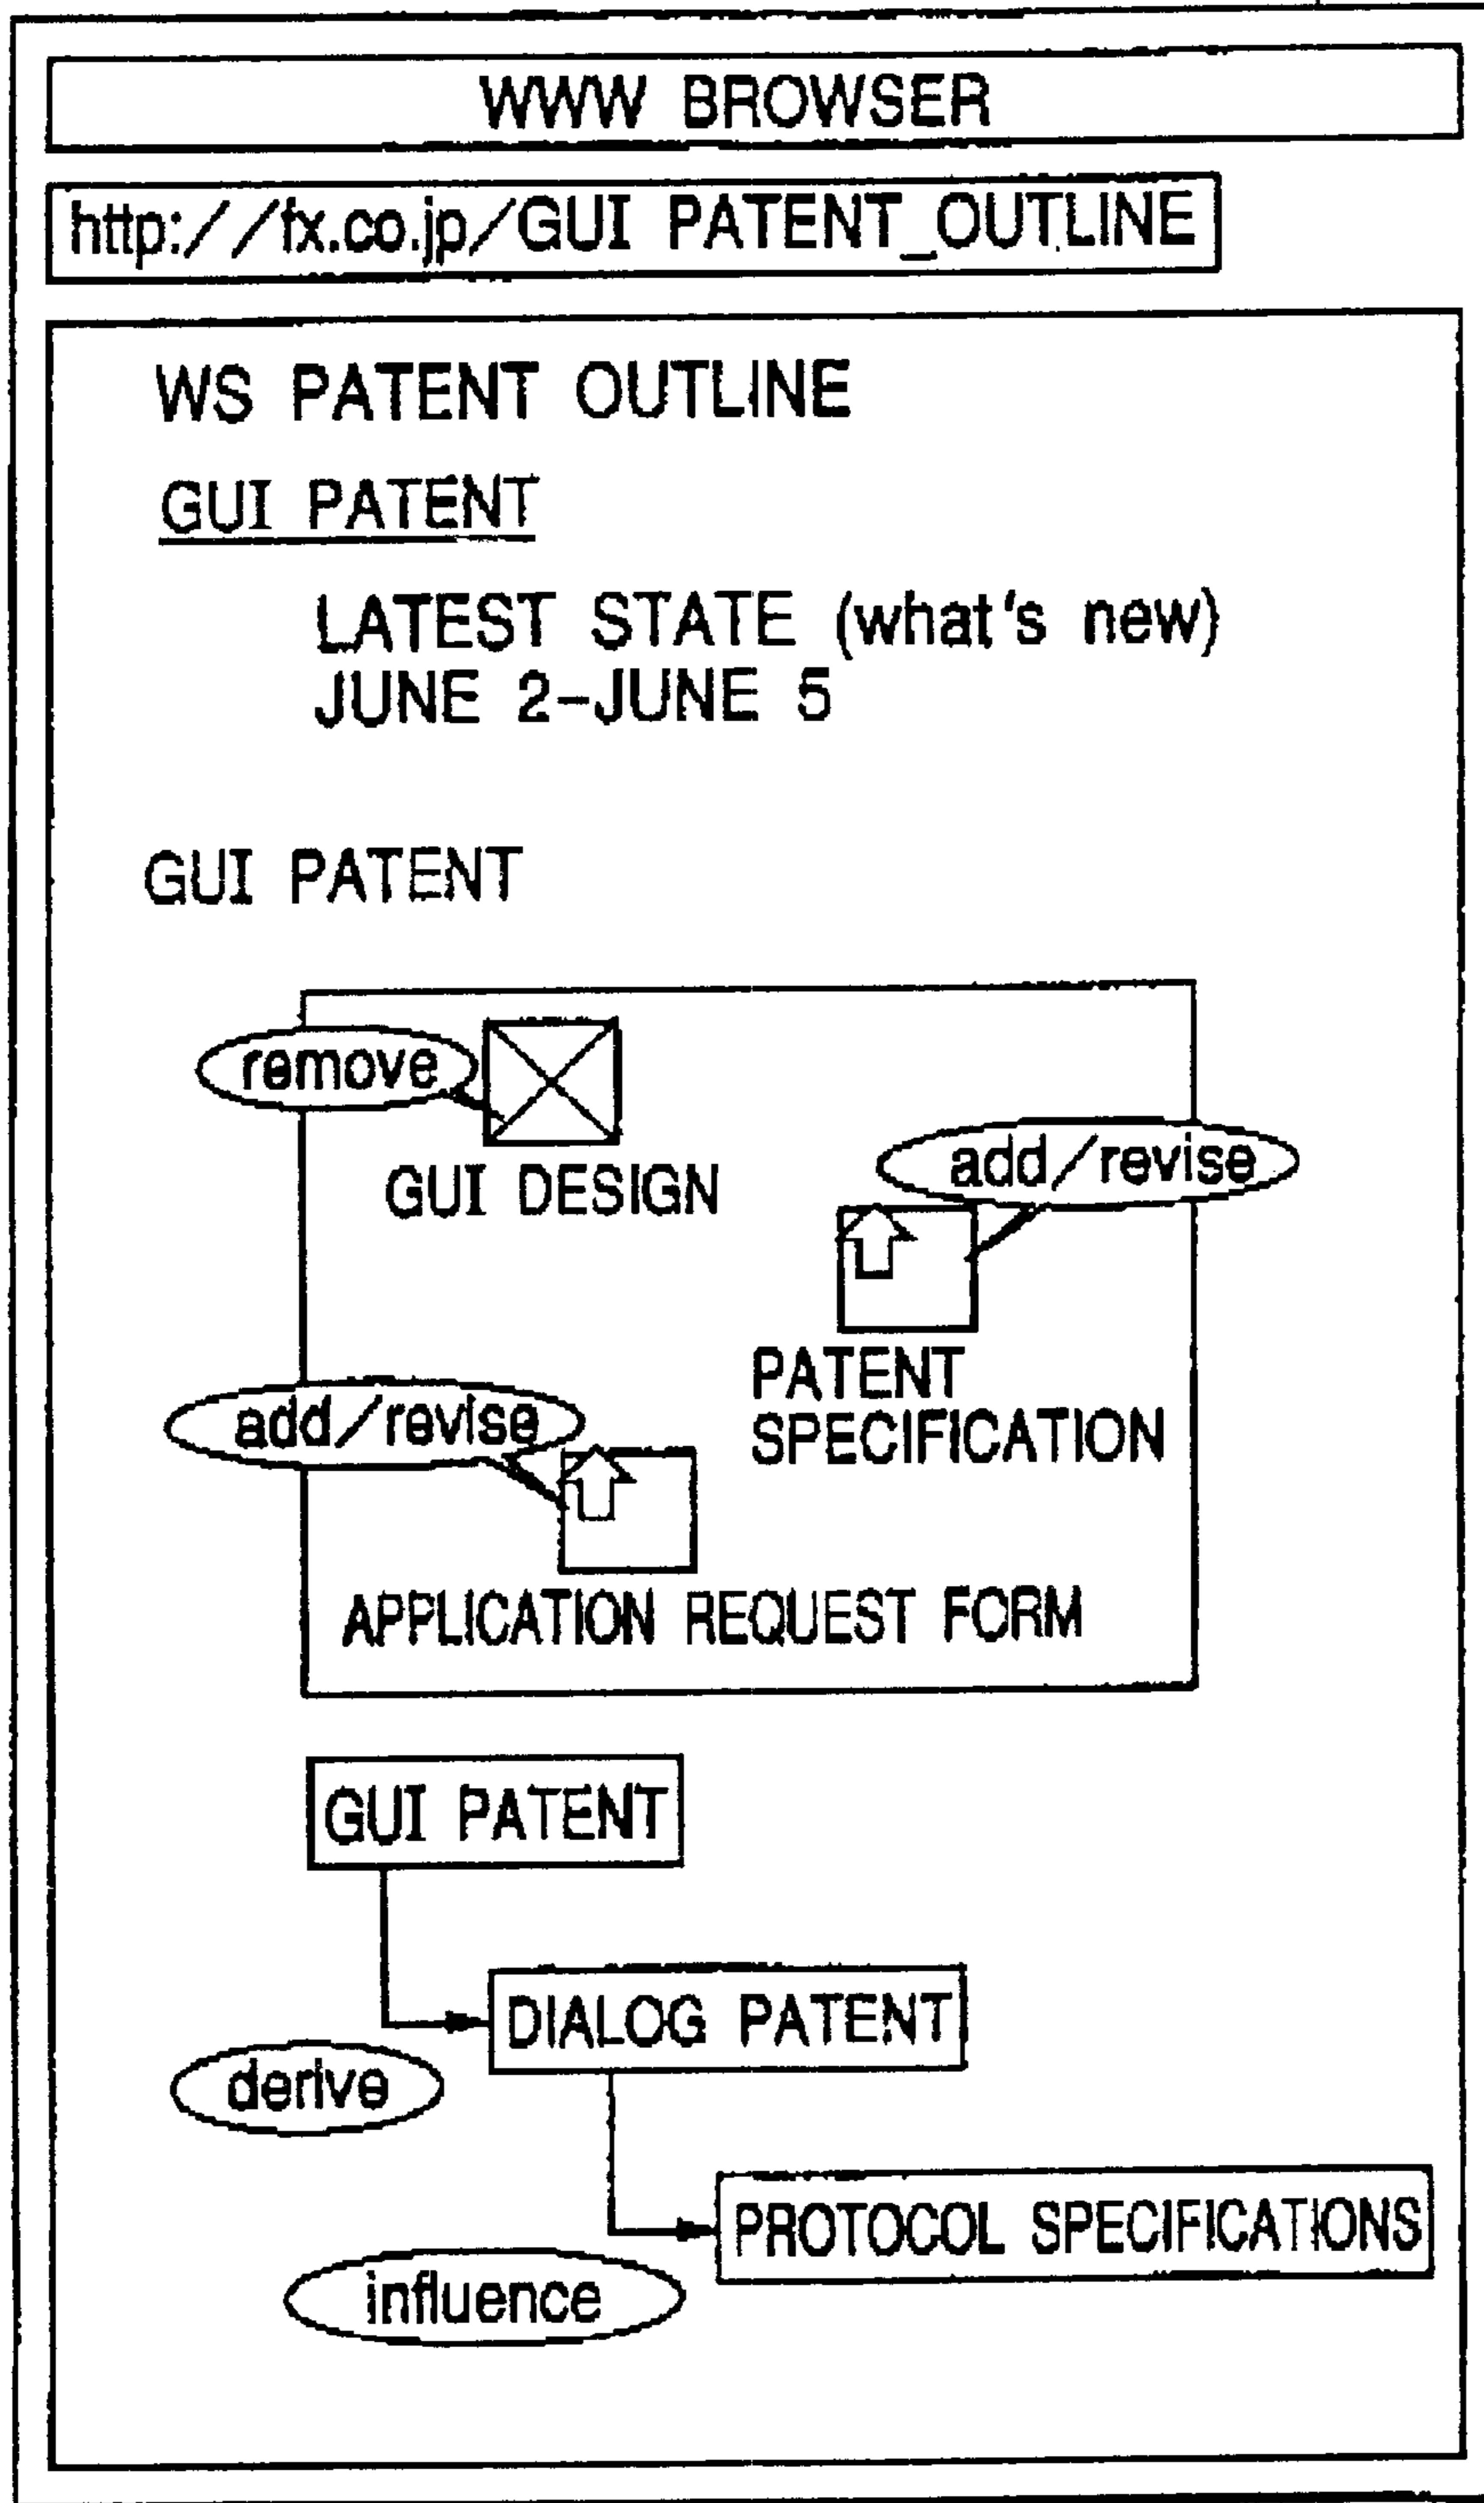 WWW BROWSER
http://fx.co.jp/GUI PATENT_OUTLINE
WS PATENT OUTLINE
GUI PATENT
LATEST STATE (what's new)
JUNE 2-JUNE 5
GUI PATENT
remove
GUI DESIGN
add/revise
PATENT
SPECIFICATION
add/revise
APPLICATION REQUEST FORM
GUI PATENT
DIALOG PATENT
derive
PROTOCOL SPECIFICATIONS
influence